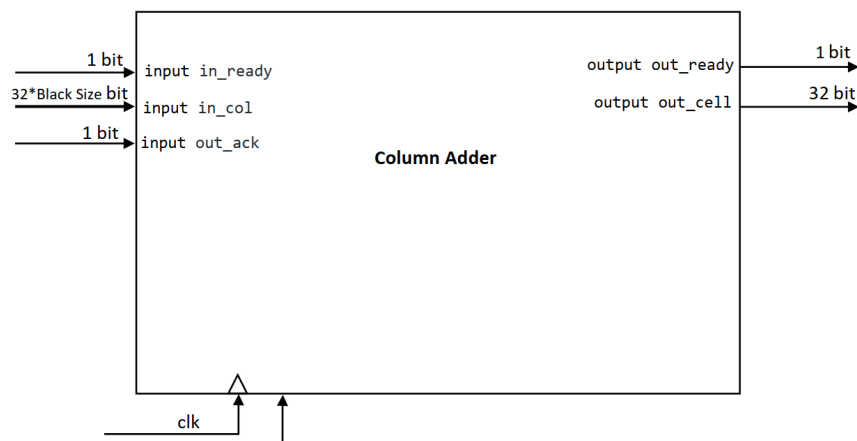 1 bit
input in_ready
32*Black Size bit
input in_col
1 bit
input out_ack
Column Adder
output out_ready
1 bit
output out_cell
32 bit
clk